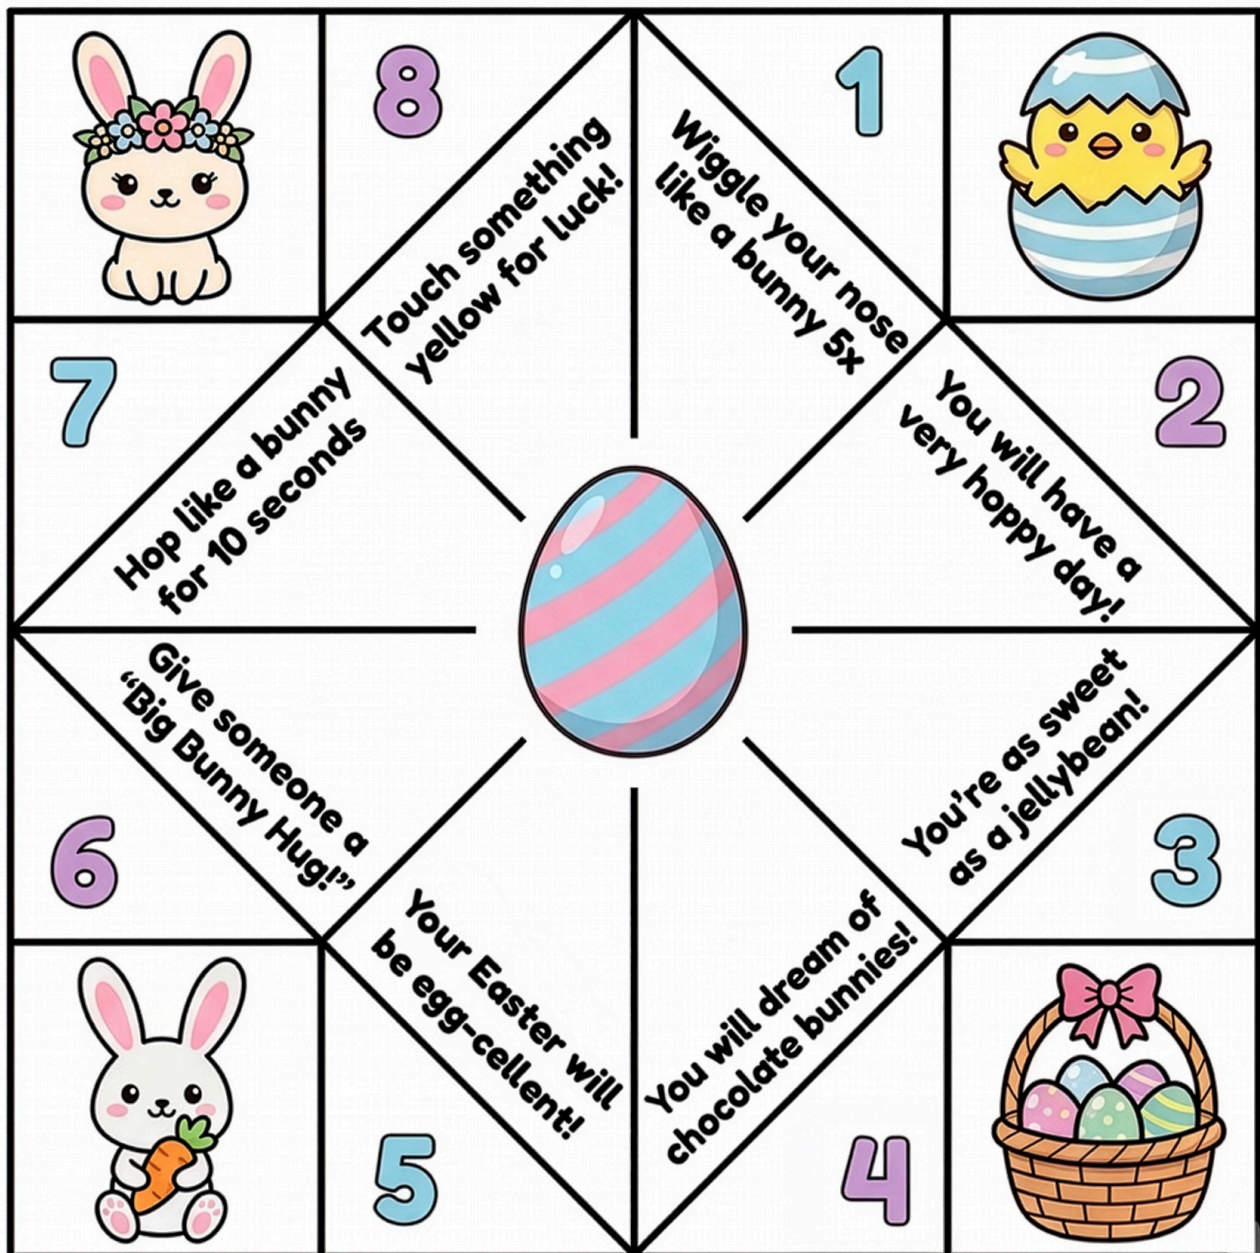 8
1
Touch something
yellow for luck!
Wiggle your nose
like a bunny 5x
7
2
Hop like a bunny
for 10 seconds
You will have a
very hoppy day!
Give someone a
“Big Bunny Hug!”
You’re as sweet
as a jellybean!
6
3
Your Easter will
be egg-cellent!
You will dream of
chocolate bunnies!
5
4